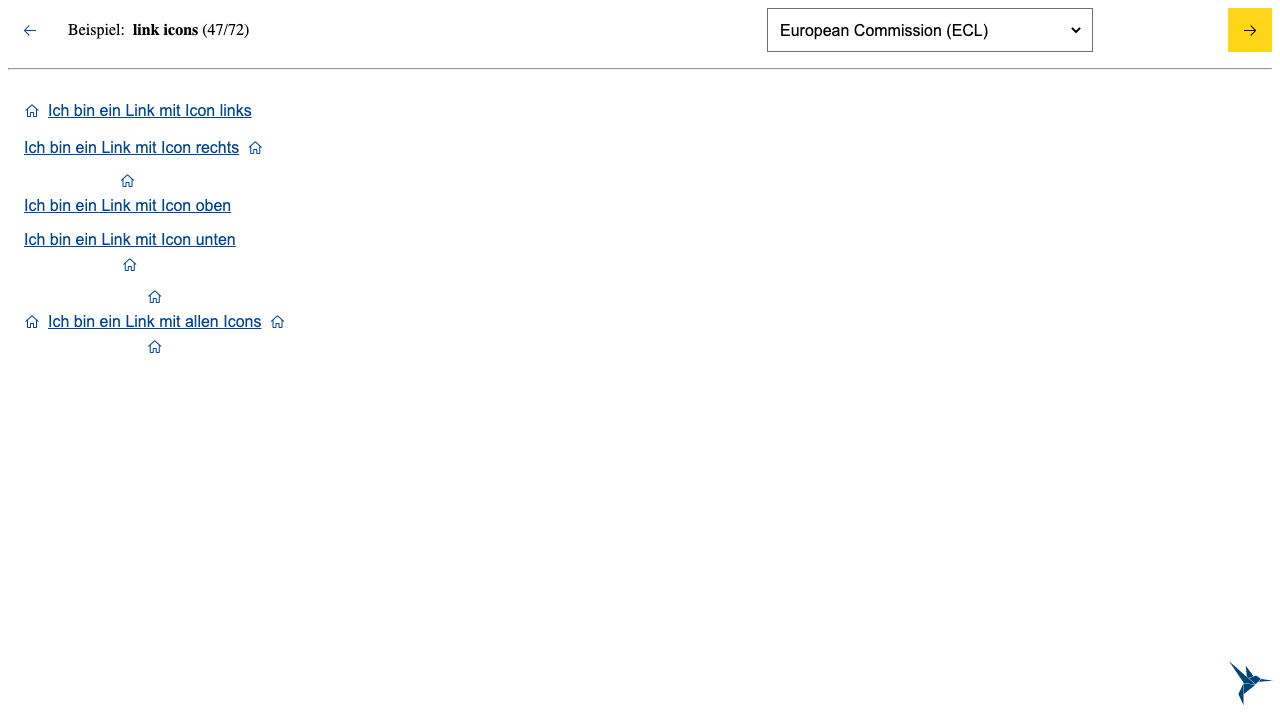 Beispiel: link icons (47/72)
European Commission (ECL)
Ich bin ein Link mit Icon links
Ich bin ein Link mit Icon rechts
Ich bin ein Link mit Icon oben
Ich bin ein Link mit Icon unten
Ich bin ein Link mit allen Icons